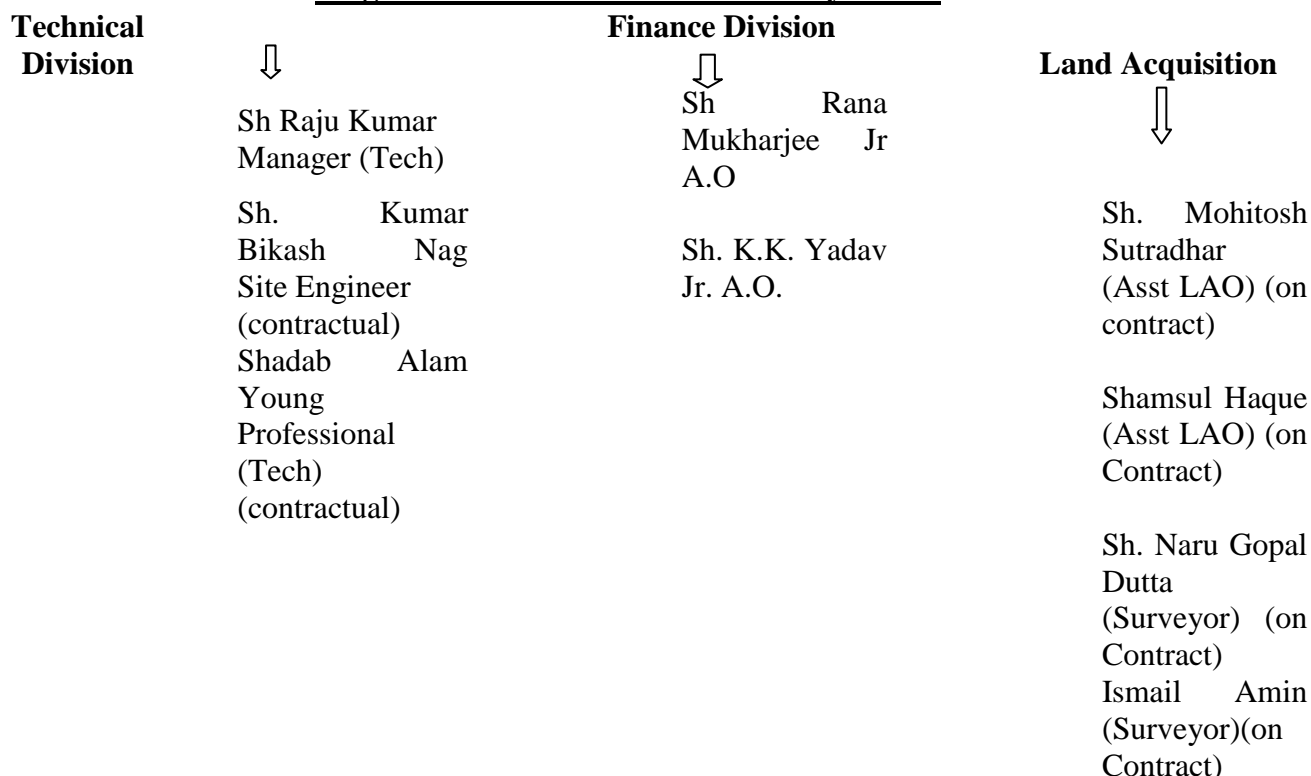 Technical
Division
Sh Raju Kumar
Manager (Tech)
Sh. Kumar
Bikash Nag
Site Engineer
(contractual)
Shadab Alam
Young
Professional
(Tech)
(contractual)
Finance Division
Sh Rana
Mukharjee Jr
A.O
Sh. K.K. Yadav
Jr. A.O.
Land Acquisition
Sh. Mohitosh
Sutradhar
(Asst LAO) (on
contract)
Shamsul Haque
(Asst LAO) (on
Contract)
Sh. Naru Gopal
Dutta
(Surveyor) (on
Contract)
Ismail Amin
(Surveyor)(on
Contract)